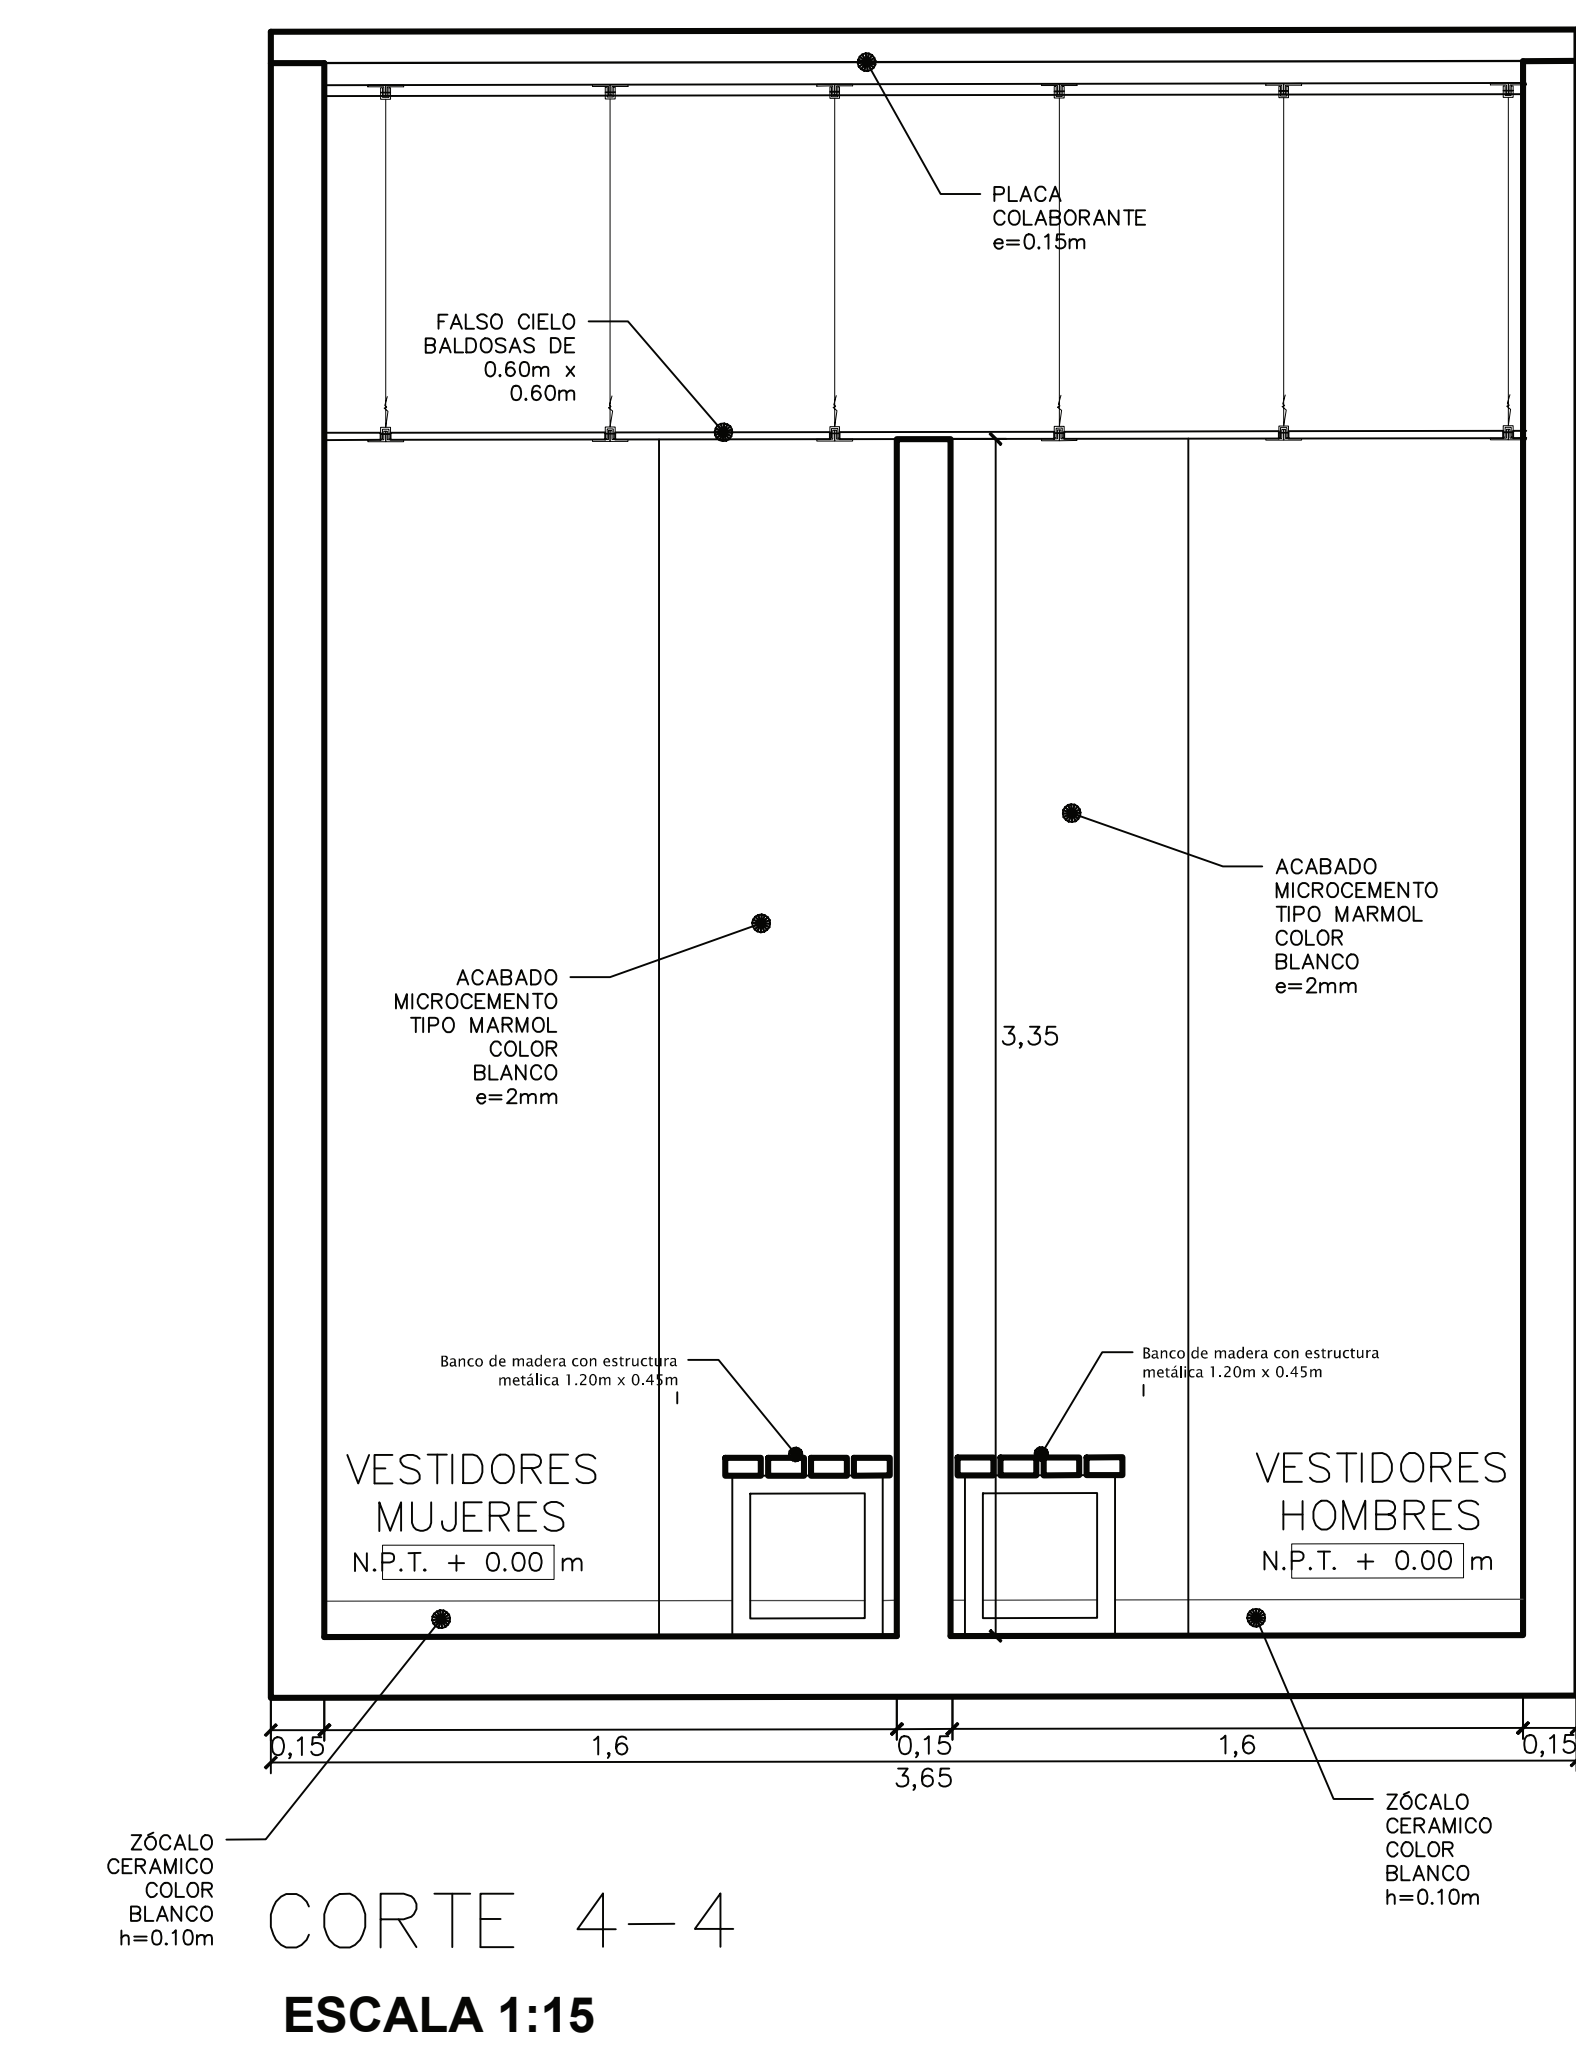 PLACA
COLABORANTE
e=0.15m
FALSO CIELO
BALDOSAS DE
0.60m x
0.60m
ACABADO
MICROCEMENTO
TIPO MARMOL
COLOR
BLANCO
e=2mm
ACABADO
MICROCEMENTO
TIPO MARMOL
COLOR
BLANCO
e=2mm
3,35
Banco de madera con estructura
metálica 1.20m x 0.45m
Banco de madera con estructura
metálica 1.20m x 0.45m
VESTIDORES
MUJERES
N.P.T. + 0.00 m
VESTIDORES
HOMBRES
N.P.T. + 0.00 m
0,15 1,6 0,15 1,6 0,15
3,65
ZÓCALO
CERAMICO
COLOR
BLANCO
h=0.10m
ZÓCALO
CERAMICO
COLOR
BLANCO
h=0.10m
CORTE 4-4
ESCALA 1:15